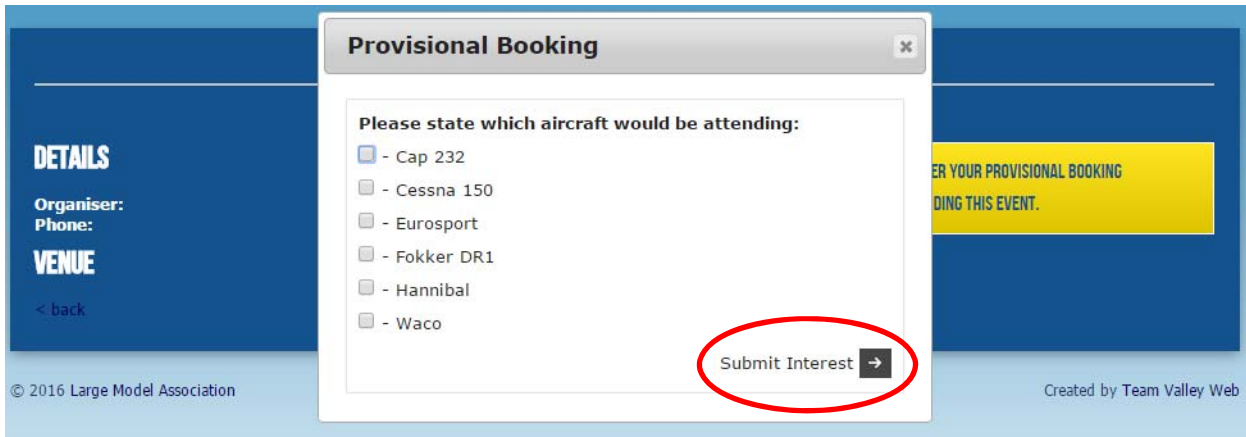 Provisional Booking
Please state which aircraft would be attending:
- Cap 232
- Cessna 150
- Eurosport
- Fokker DR1
- Hannibal
- Waco
Submit Interest
DETAILS
Organiser:
Phone:
VENUE
< back
YOUR PROVISIONAL BOOKING
THIS EVENT.
© 2016 Large Model Association
Created by Team Valley Web